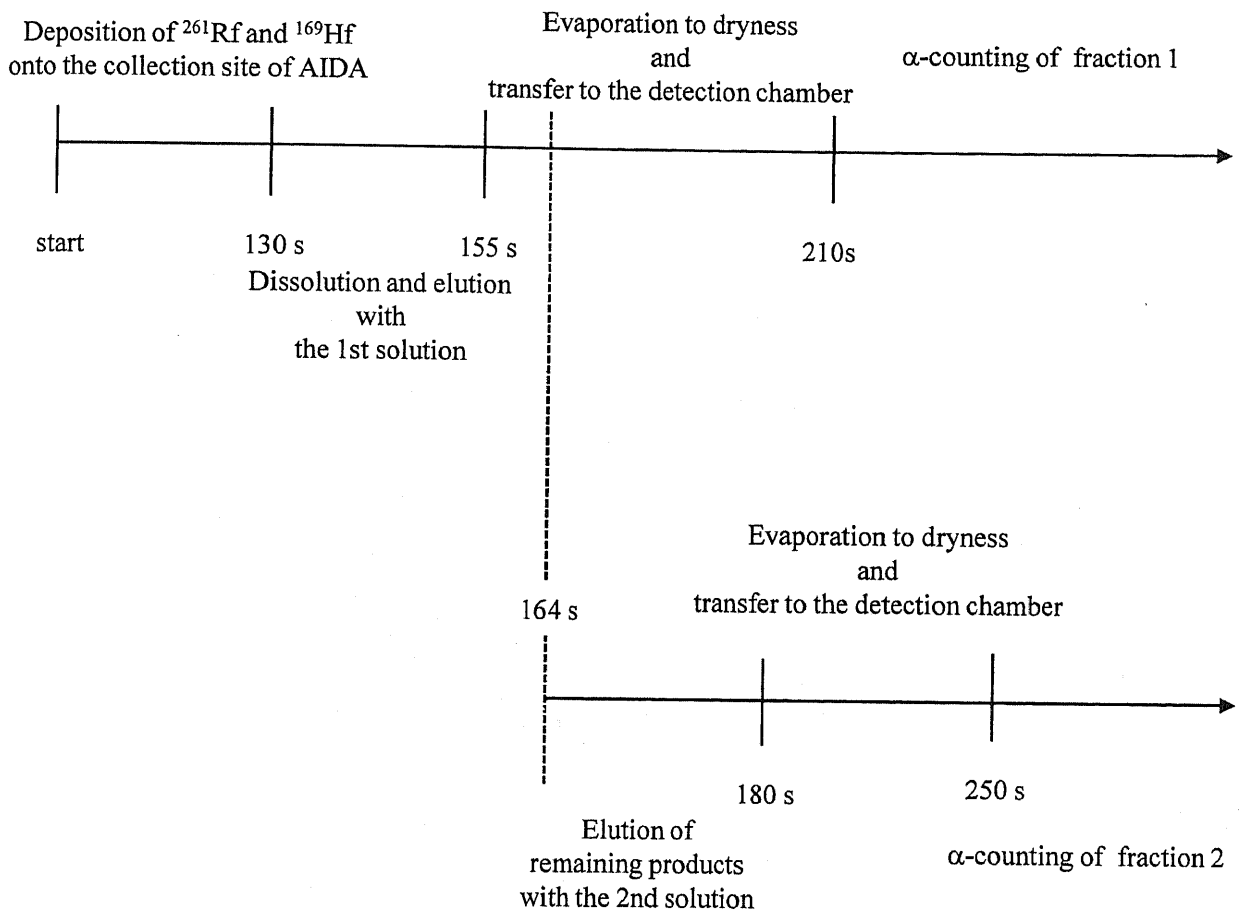 Deposition of ²⁶¹Rf and ¹⁶⁹Hf
onto the collection site of AIDA
Evaporation to dryness
and
transfer to the detection chamber
α-counting of fraction 1
start
130 s
155 s
210s
Dissolution and elution
with
the 1st solution
Evaporation to dryness
and
transfer to the detection chamber
164 s
180 s
250 s
Elution of
remaining products
with the 2nd solution
α-counting of fraction 2